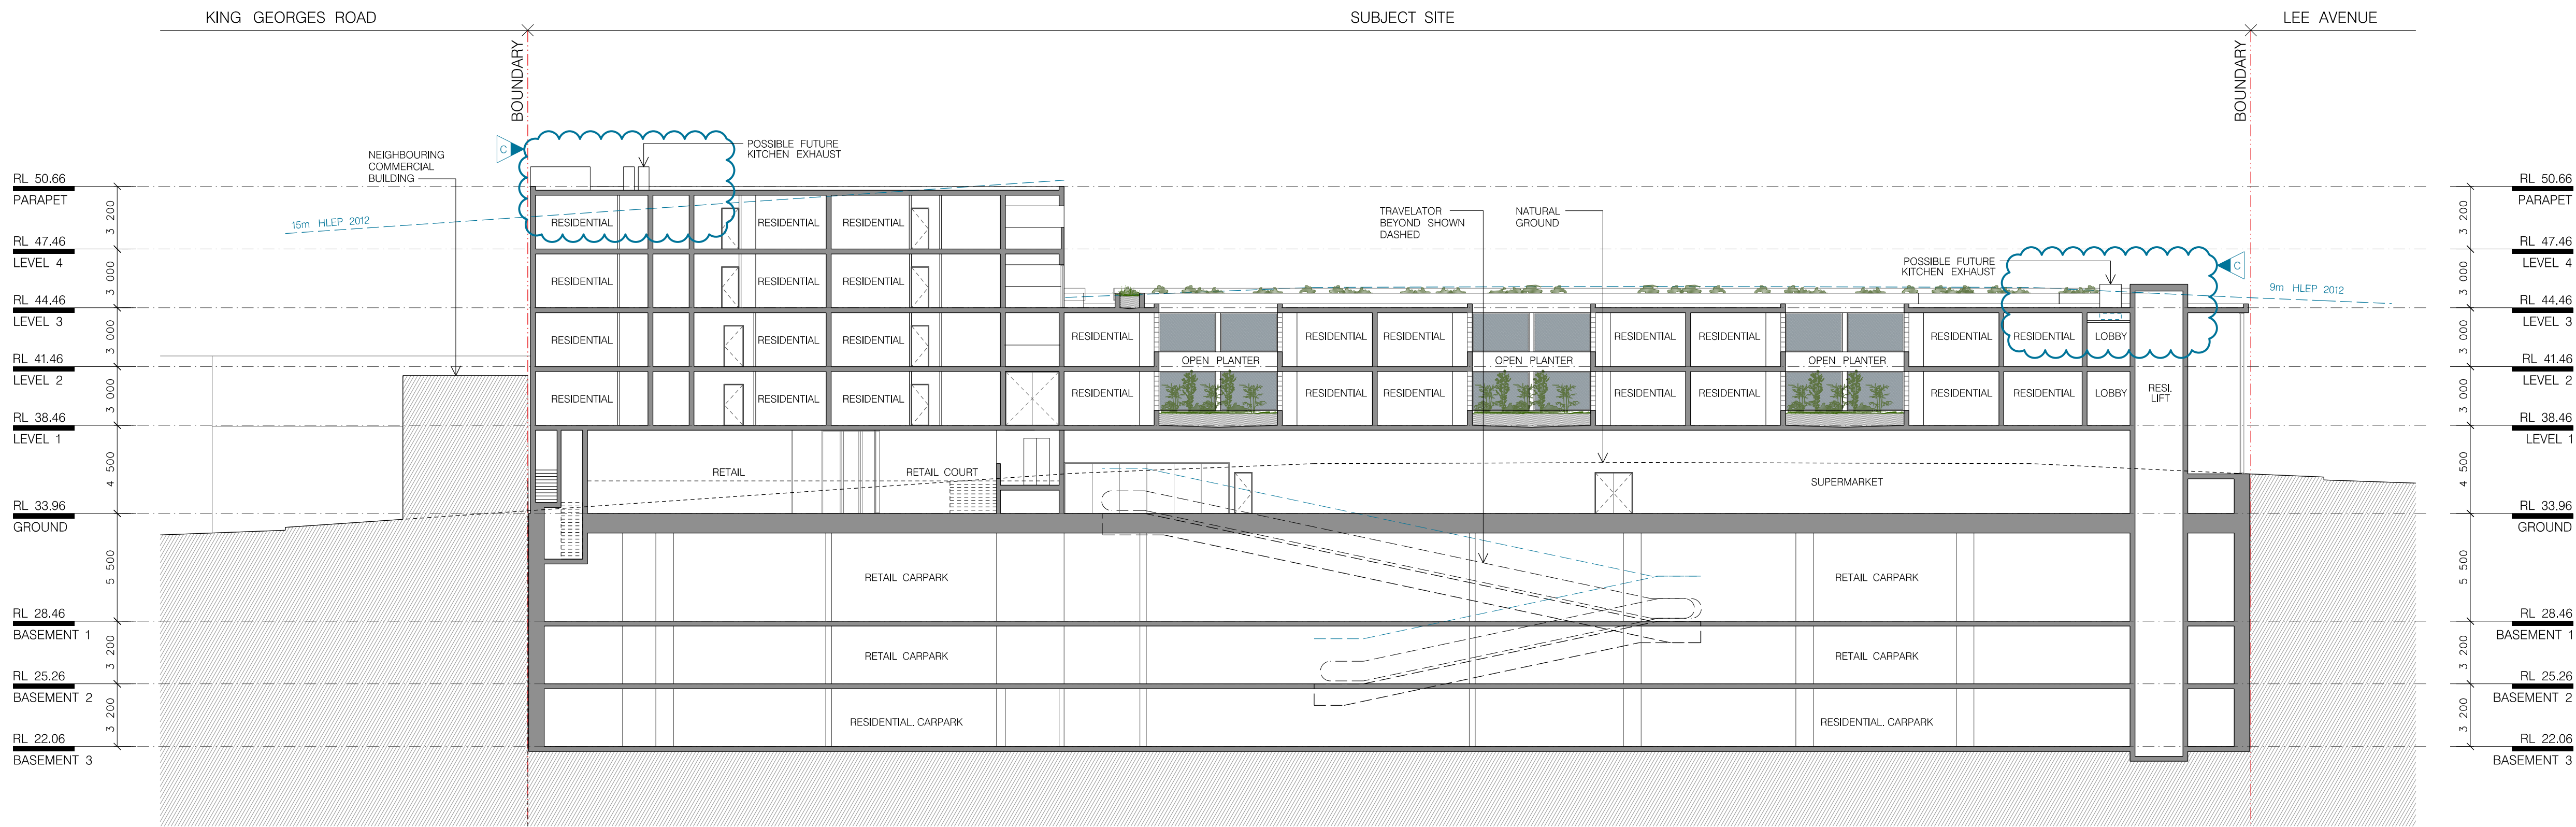 KING GEORGES ROAD
SUBJECT SITE
LEE AVENUE
BOUNDARY
BOUNDARY
C
NEIGHBOURING
COMMERCIAL
BUILDING
POSSIBLE FUTURE
KITCHEN EXHAUST
15m HLEP 2012
TRAVELATOR
BEYOND SHOWN
DASHED
NATURAL
GROUND
POSSIBLE FUTURE
KITCHEN EXHAUST
C
9m HLEP 2012
RL 50.66
PARAPET
3 200
RL 47.46
LEVEL 4
3 000
RL 44.46
LEVEL 3
3 000
RL 41.46
LEVEL 2
3 000
RL 38.46
LEVEL 1
4 500
RL 33.96
GROUND
5 500
RL 28.46
BASEMENT 1
3 200
RL 25.26
BASEMENT 2
3 200
RL 22.06
BASEMENT 3
RESIDENTIAL RESIDENTIAL RESIDENTIAL
RESIDENTIAL RESIDENTIAL RESIDENTIAL
RESIDENTIAL RESIDENTIAL RESIDENTIAL RESIDENTIAL RESIDENTIAL RESIDENTIAL RESIDENTIAL RESIDENTIAL RESIDENTIAL RESIDENTIAL LOBBY
OPEN PLANTER OPEN PLANTER OPEN PLANTER
RESIDENTIAL RESIDENTIAL RESIDENTIAL RESIDENTIAL RESIDENTIAL RESIDENTIAL RESIDENTIAL RESIDENTIAL RESIDENTIAL RESIDENTIAL LOBBY
RESI.
LIFT
RETAIL RETAIL COURT SUPERMARKET
RETAIL CARPARK RETAIL CARPARK
RETAIL CARPARK RETAIL CARPARK
RESIDENTIAL. CARPARK RESIDENTIAL. CARPARK
RL 50.66
PARAPET
3 200
RL 47.46
LEVEL 4
3 000
RL 44.46
LEVEL 3
3 000
RL 41.46
LEVEL 2
3 000
RL 38.46
LEVEL 1
4 500
RL 33.96
GROUND
5 500
RL 28.46
BASEMENT 1
3 200
RL 25.26
BASEMENT 2
3 200
RL 22.06
BASEMENT 3